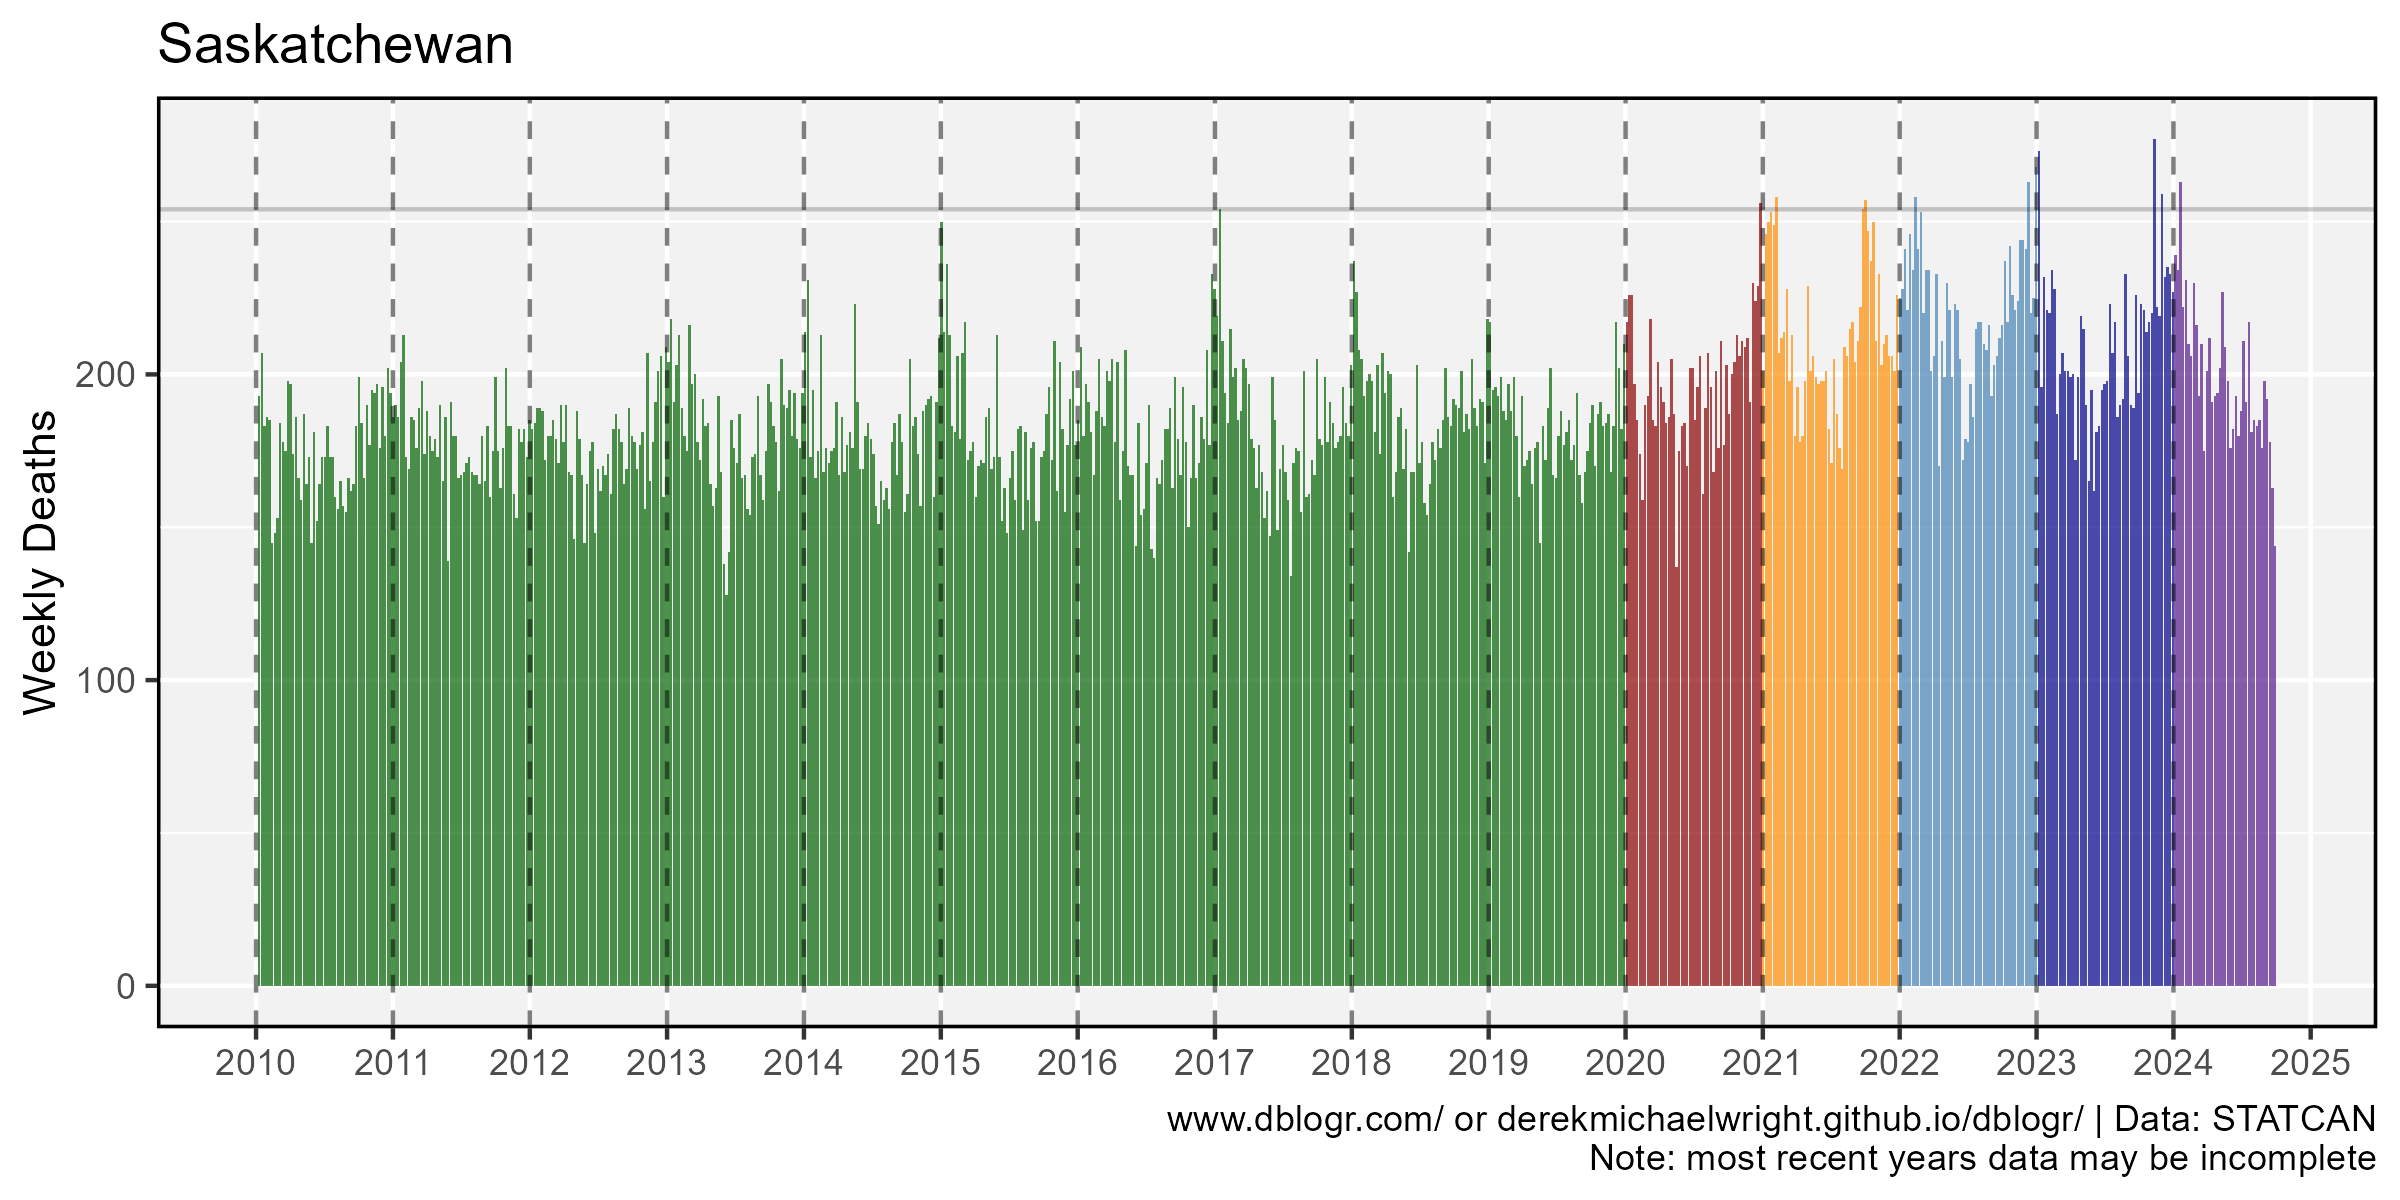 Saskatchewan
Weekly Deaths
200
100
0
2010 2011 2012 2013 2014 2015 2016 2017 2018 2019 2020 2021 2022 2023 2024 2025
www.dblogr.com/ or derekmichaelwright.github.io/dblogr/ | Data: STATCAN
Note: most recent years data may be incomplete